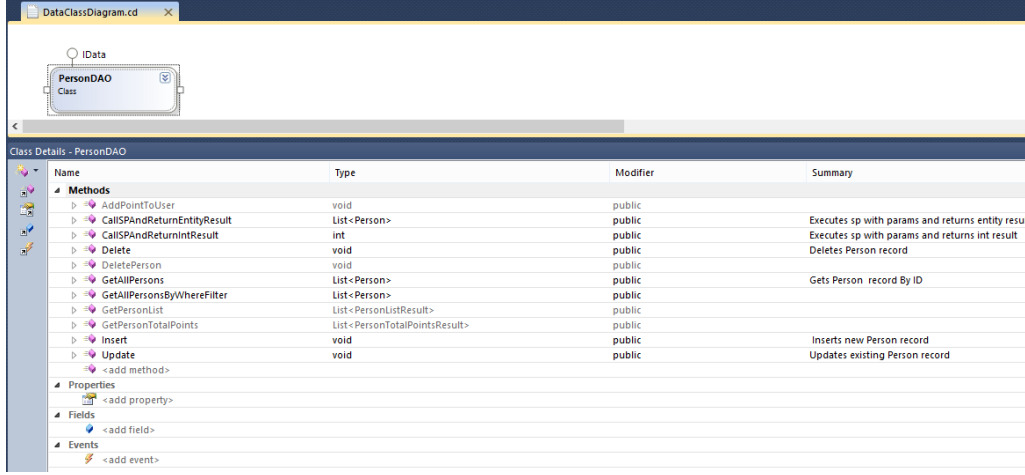 DataClassDiagram.cd
IData
PersonDAO
Class
Class Details - PersonDAO
Name Type Modifier Summary
Methods
AddPointToUser void public
CallSPAndReturnEntityResult List<Person> public Executes sp with params and returns entity resu
CallSPAndReturnIntResult int public Executes sp with params and returns int result
Delete void public Deletes Person record
DeletePerson void public
GetAllPersons List<Person> public Gets Person record By ID
GetAllPersonsByWhereFilter List<Person> public
GetPersonList List<PersonListResult> public
GetPersonTotalPoints List<PersonTotalPointsResult> public
Insert void public Inserts new Person record
Update void public Updates existing Person record
<add method>
Properties
<add property>
Fields
<add field>
Events
<add event>